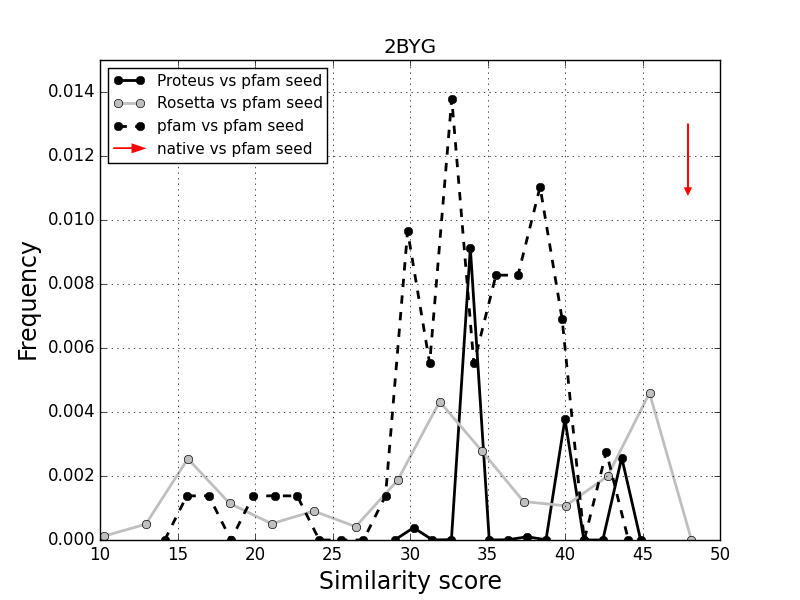 2BYG
Proteus vs pfam seed
Rosetta vs pfam seed
pfam vs pfam seed
native vs pfam seed
0.014
0.012
0.010
0.008
0.006
0.004
0.002
0.000
Frequency
10 15 20 25 30 35 40 45 50
Similarity score